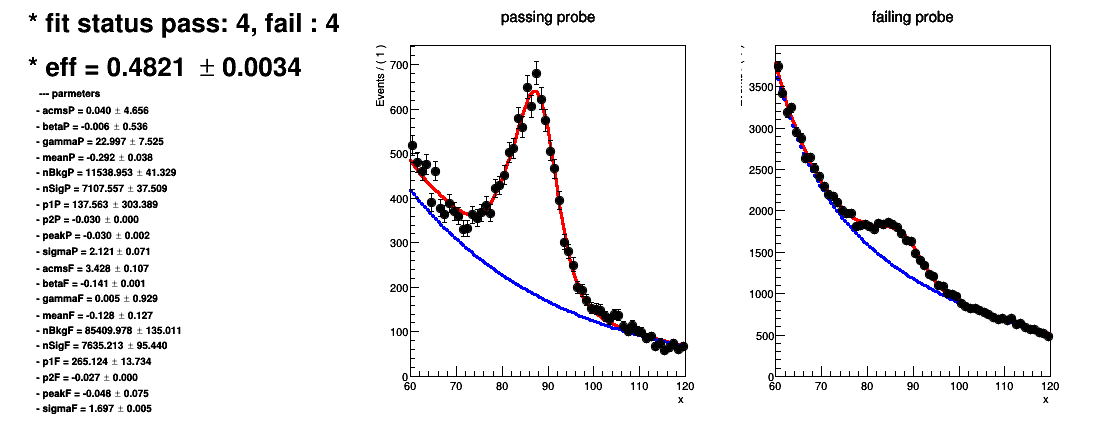 * fit status pass: 4, fail : 4
* eff = 0.4821 ± 0.0034
--- parmeters
- acmsP = 0.040 ± 4.656
- betaP = -0.006 ± 0.536
- gammaP = 22.997 ± 7.525
- meanP = -0.292 ± 0.038
- nBkgP = 11538.953 ± 41.329
- nSigP = 7107.557 ± 37.509
- p1P = 137.563 ± 303.389
- p2P = -0.030 ± 0.000
- peakP = -0.030 ± 0.002
- sigmaP = 2.121 ± 0.071
- acmsF = 3.428 ± 0.107
- betaF = -0.141 ± 0.001
- gammaF = 0.005 ± 0.929
- meanF = -0.128 ± 0.127
- nBkgF = 85409.978 ± 135.011
- nSigF = 7635.213 ± 95.440
- p1F = 265.124 ± 13.734
- p2F = -0.027 ± 0.000
- peakF = -0.048 ± 0.075
- sigmaF = 1.697 ± 0.005
passing probe
Events / ( 1 )
700
600
500
400
300
200
100
0
60 70 80 90 100 110 120
x
failing probe
3500
3000
2500
2000
1500
1000
500
0
60 70 80 90 100 110 120
x